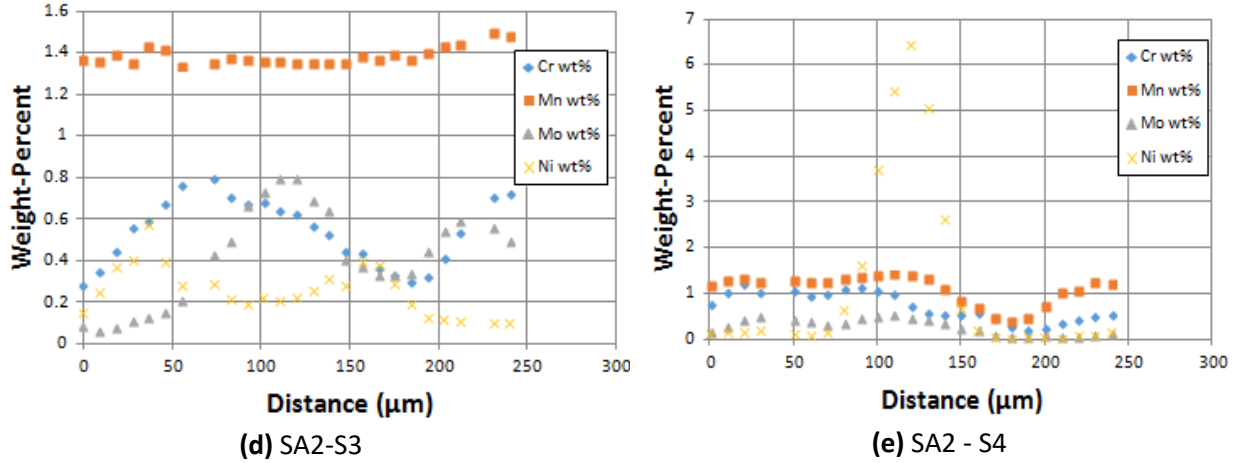 1.6
1.4
1.2
1
0.8
0.6
0.4
0.2
0
Weight-Percent
Cr wt%
Mn wt%
Mo wt%
Ni wt%
0 50 100 150 200 250 300
Distance (µm)
(d) SA2-S3
7
6
5
4
3
2
1
0
Weight-Percent
Cr wt%
Mn wt%
Mo wt%
Ni wt%
0 50 100 150 200 250 300
Distance (µm)
(e) SA2 - S4